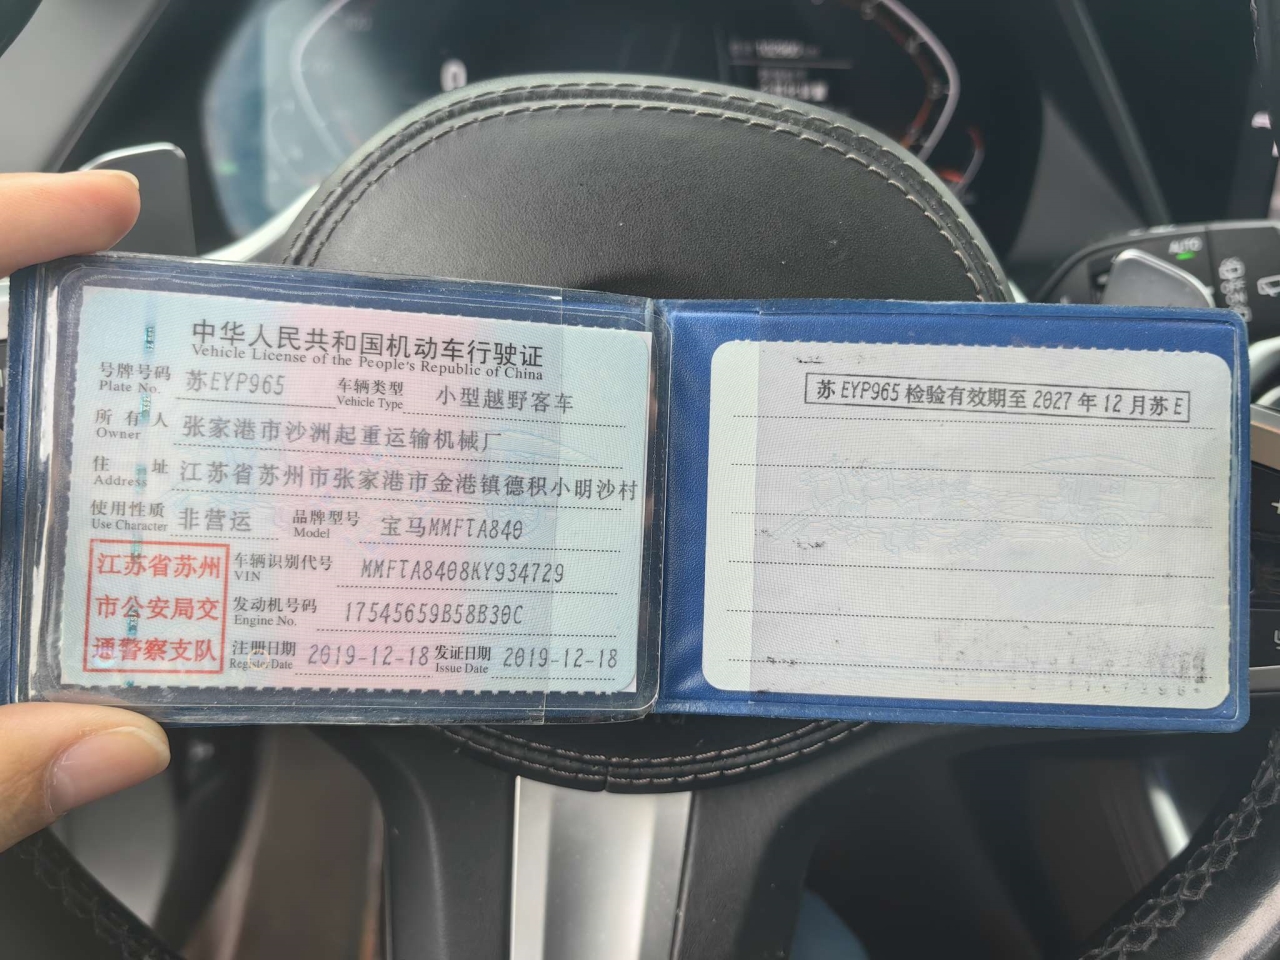 中华人民共和国机动车行驶证
Vehicle License of the People's Republic of China
号牌号码 苏EYP965 车辆类型 小型越野客车
Plate No. Vehicle Type
所有人 张家港市沙洲起重运输机械厂
Owner
住址 江苏省苏州市张家港市金港镇德积小明沙村
Address
使用性质 非营运 品牌型号 宝马MMFTA840
Use Character Model
江苏省苏州
市公安局交
通警察支队
车辆识别代号 MMFTA8408KY934729
VIN
发动机号码 17545659B58B30C
Engine No.
注册日期 2019-12-18 发证日期 2019-12-18
Register Date Issue Date
苏EYP965检验有效期至2027年12月苏E
0
AUTO